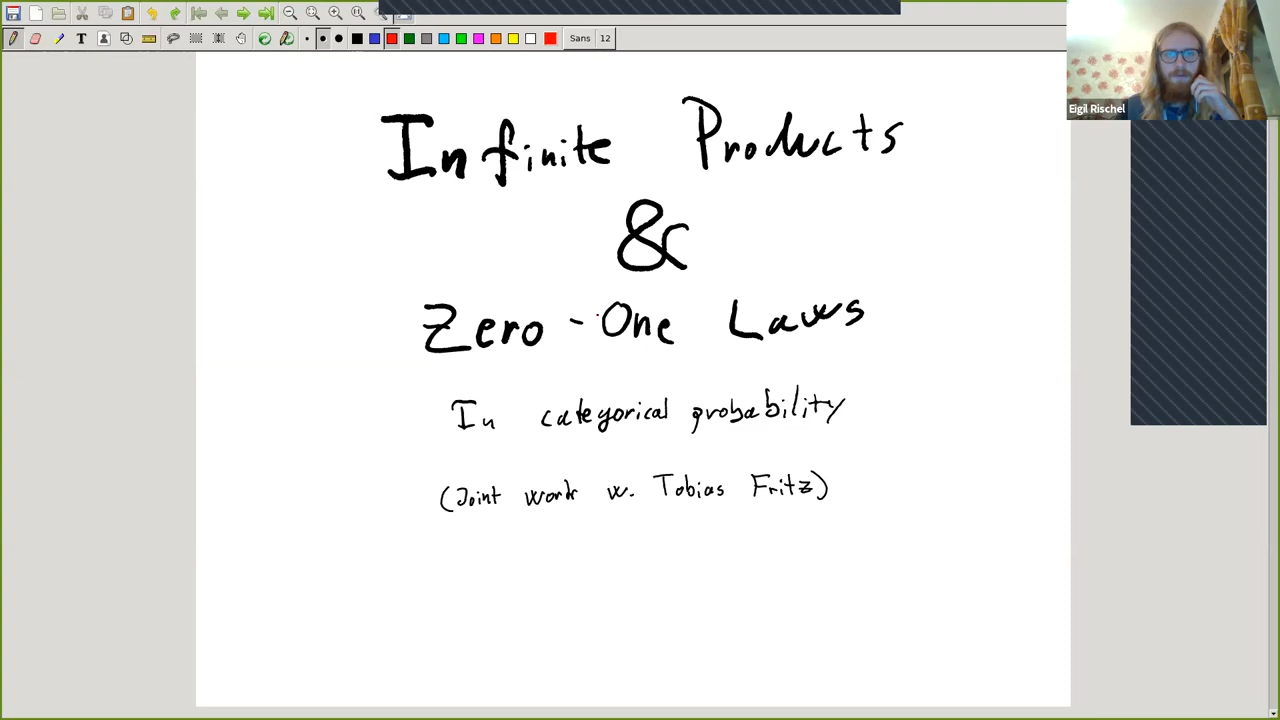 Sans 12
Eigil Rischel
Infinite Products
&
Zero-One Laws
In categorical probability
(Joint work w. Tobias Fritz)